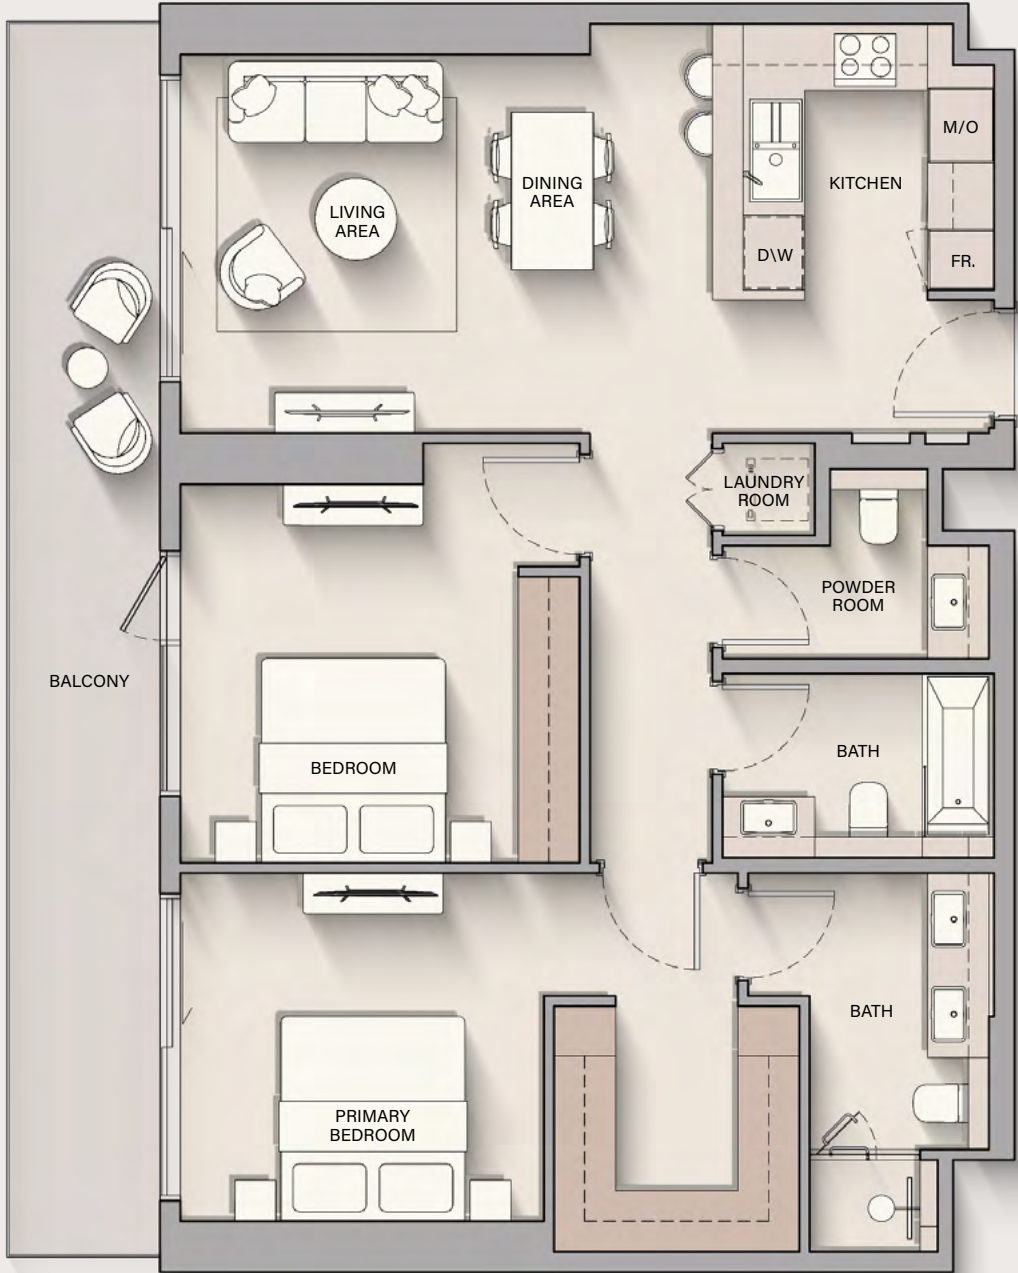 M/O
KITCHEN
DINING
AREA
LIVING
AREA
D\W
FR.
LAUNDRY
ROOM
POWDER
ROOM
BALCONY
BATH
BEDROOM
BATH
PRIMARY
BEDROOM